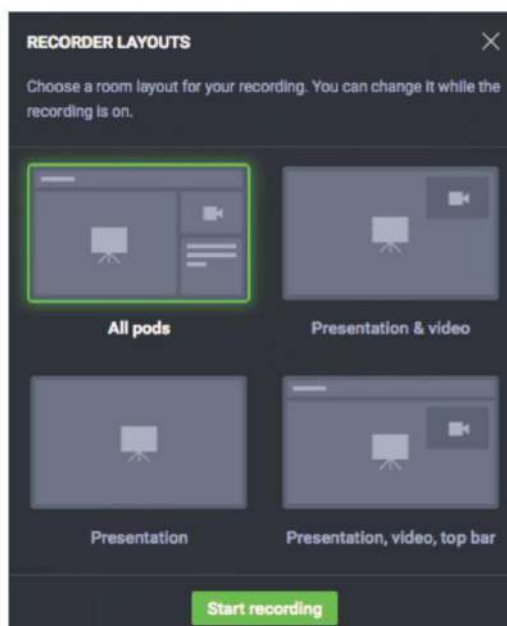 RECORDER LAYOUTS
Choose a room layout for your recording. You can change it while the
recording is on.
All pods
Presentation & video
Presentation
Presentation, video, top bar
Start recording